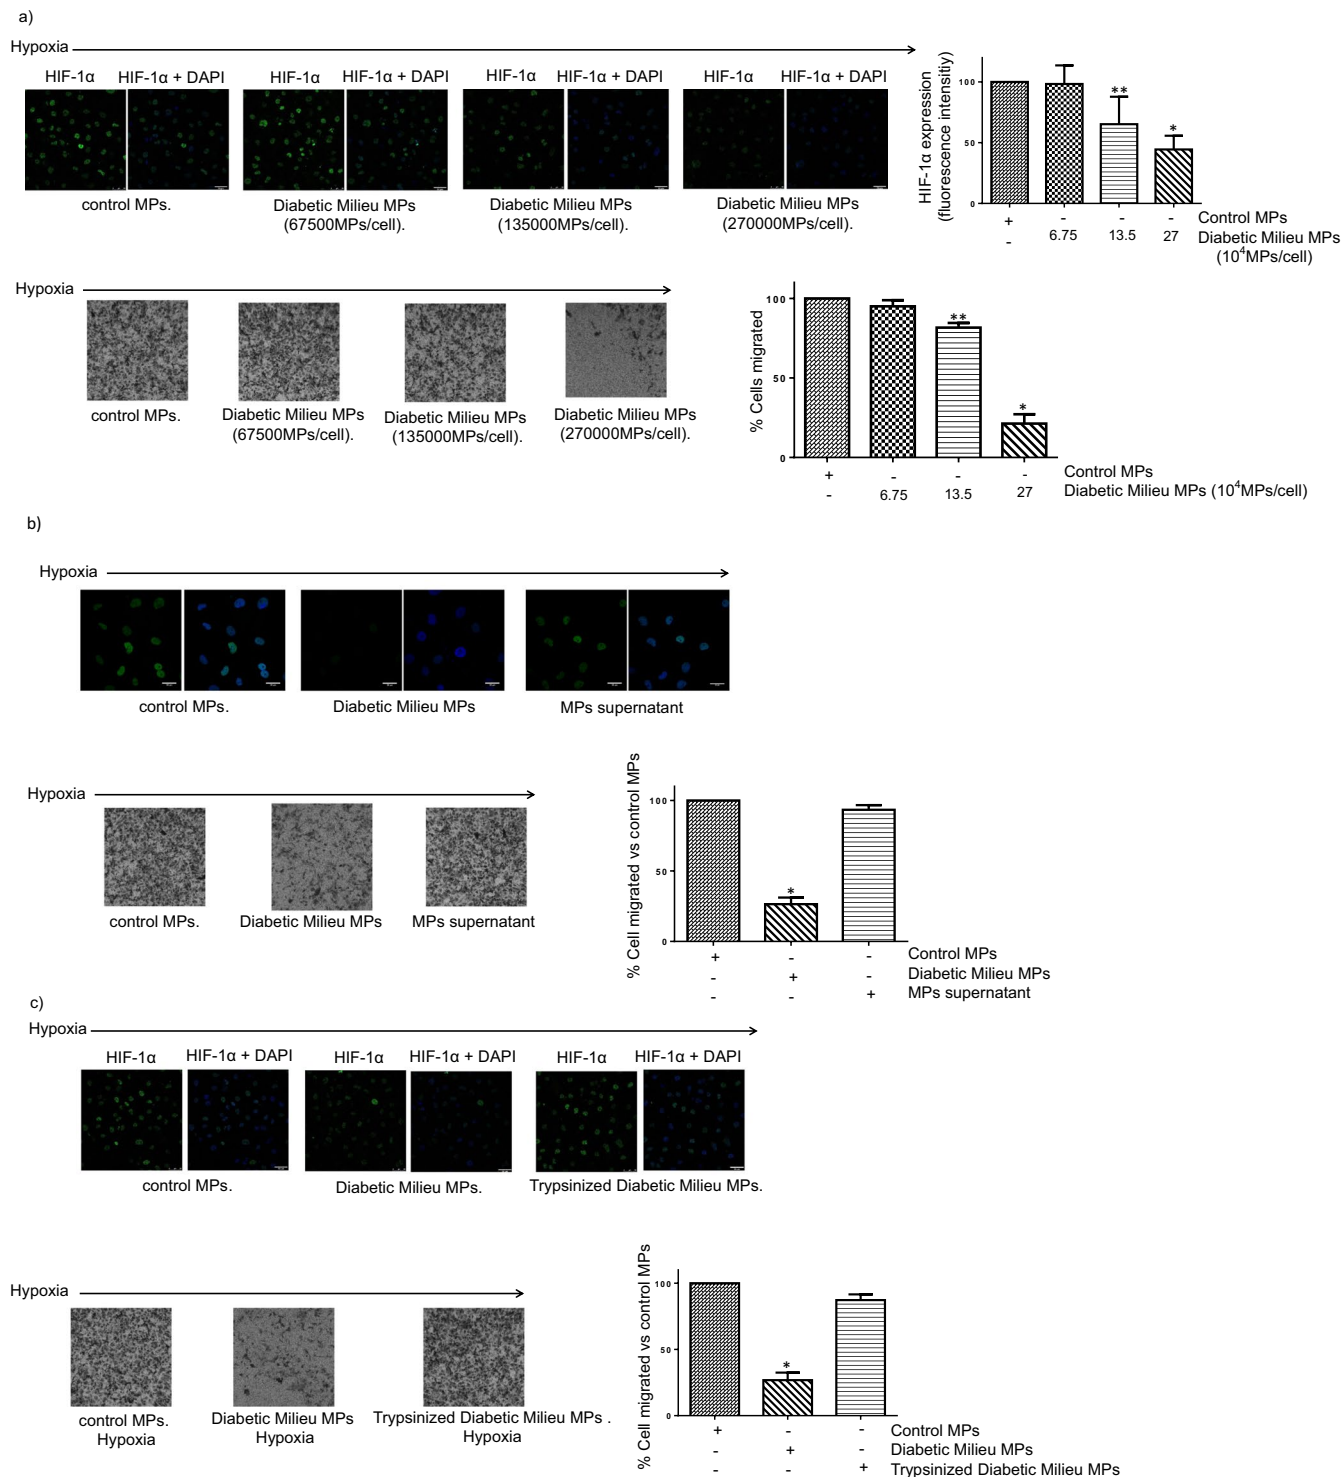 a)
Hypoxia
HIF-1α HIF-1α + DAPI HIF-1α HIF-1α + DAPI HIF-1α HIF-1α + DAPI HIF-1α HIF-1α + DAPI
control MPs.
Diabetic Milieu MPs
(67500MPs/cell).
Diabetic Milieu MPs
(135000MPs/cell).
Diabetic Milieu MPs
(270000MPs/cell).
HIF-1α expression
(fluorescence intensitiy)
100
50
0
**
*
+ - - - Control MPs
- 6.75 13.5 27 Diabetic Milieu MPs
(10⁴MPs/cell)
Hypoxia
control MPs.
Diabetic Milieu MPs
(67500MPs/cell).
Diabetic Milieu MPs
(135000MPs/cell).
Diabetic Milieu MPs
(270000MPs/cell).
% Cells migrated
100
50
0
**
*
+ - - - Control MPs
- 6.75 13.5 27 Diabetic Milieu MPs (10⁴MPs/cell)
b)
Hypoxia
control MPs.
Diabetic Milieu MPs
MPs supernatant
Hypoxia
control MPs.
Diabetic Milieu MPs
MPs supernatant
% Cell migrated vs control MPs
100
50
0
*
+ - - Control MPs
- + - Diabetic Milieu MPs
- - + MPs supernatant
c)
Hypoxia
HIF-1α HIF-1α + DAPI HIF-1α HIF-1α + DAPI HIF-1α HIF-1α + DAPI
control MPs.
Diabetic Milieu MPs.
Trypsinized Diabetic Milieu MPs.
Hypoxia
control MPs.
Hypoxia
Diabetic Milieu MPs
Hypoxia
Trypsinized Diabetic Milieu MPs .
Hypoxia
% Cell migrated vs control MPs
100
50
0
*
+ - - Control MPs
- + - Diabetic Milieu MPs
- - + Trypsinized Diabetic Milieu MPs